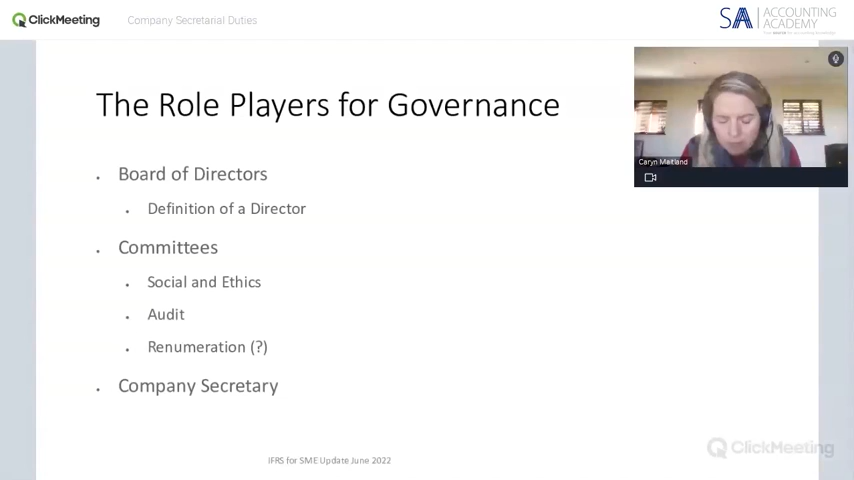 ClickMeeting
Company Secretarial Duties
SA ACCOUNTING ACADEMY
The Role Players for Governance
Caryn Maitland
Board of Directors
Definition of a Director
Committees
Social and Ethics
Audit
Renumeration (?)
Company Secretary
ClickMeeting
IFRS for SME Update June 2022